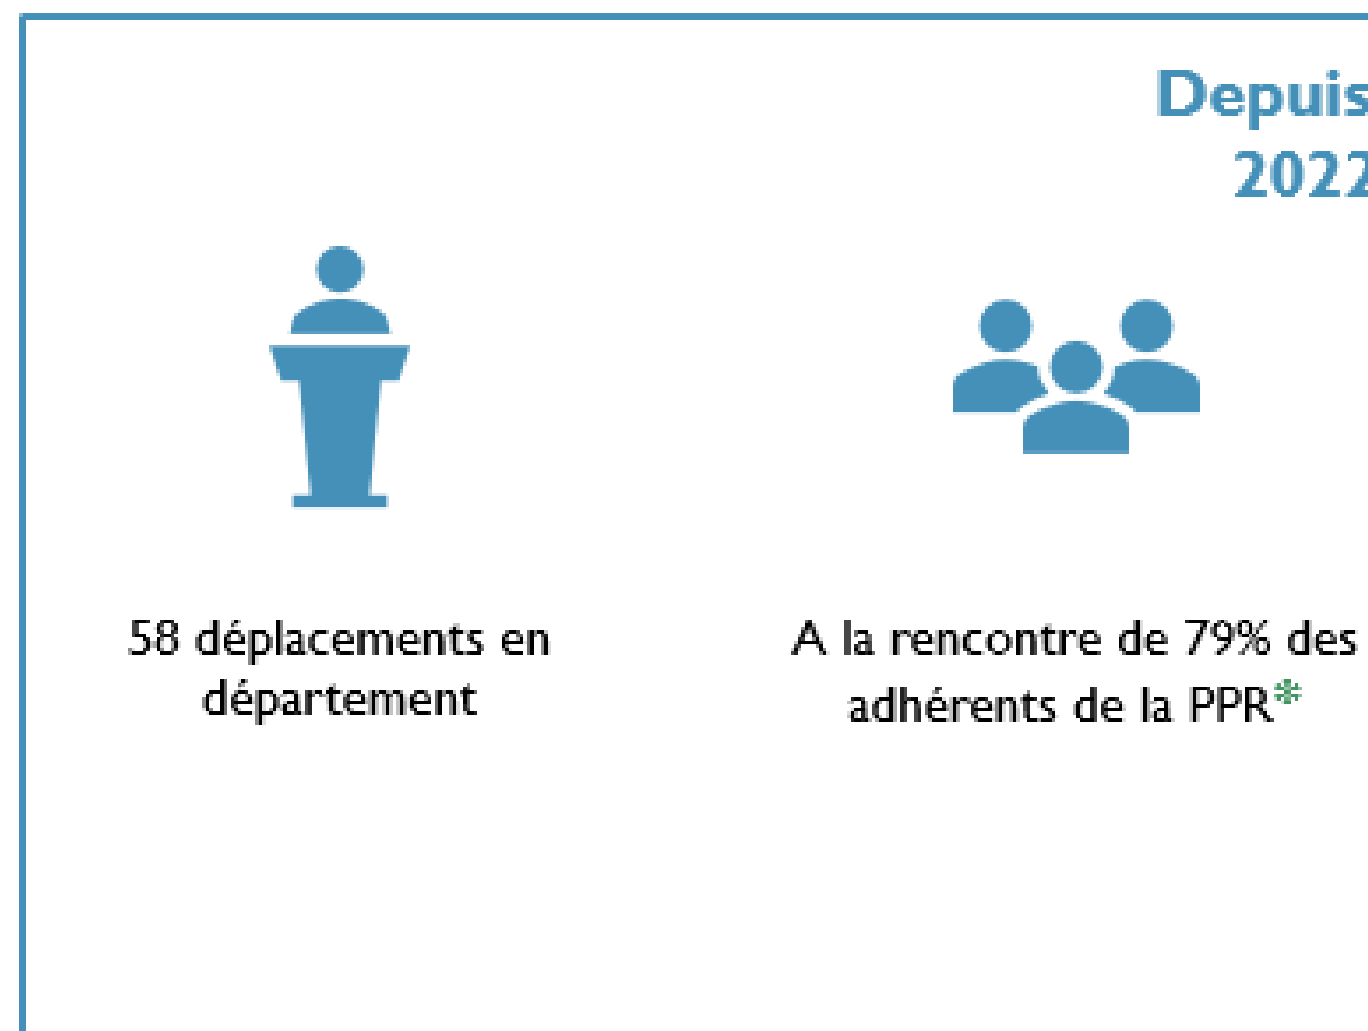 Depuis
2022
58 déplacements en
département
A la rencontre de 79% des
adhérents de la PPR*